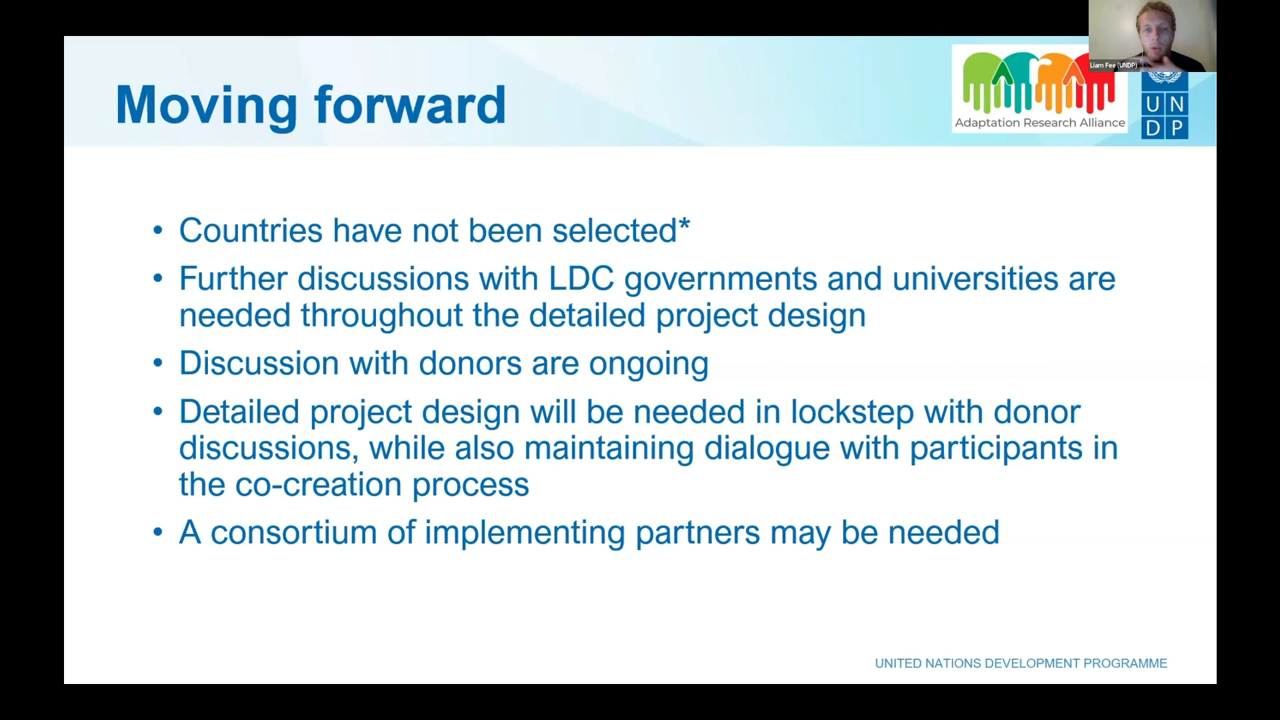 Liam Fee (UNDP)
Moving forward
Adaptation Research Alliance
U N
D P
• Countries have not been selected*
• Further discussions with LDC governments and universities are
needed throughout the detailed project design
• Discussion with donors are ongoing
• Detailed project design will be needed in lockstep with donor
discussions, while also maintaining dialogue with participants in
the co-creation process
• A consortium of implementing partners may be needed
UNITED NATIONS DEVELOPMENT PROGRAMME